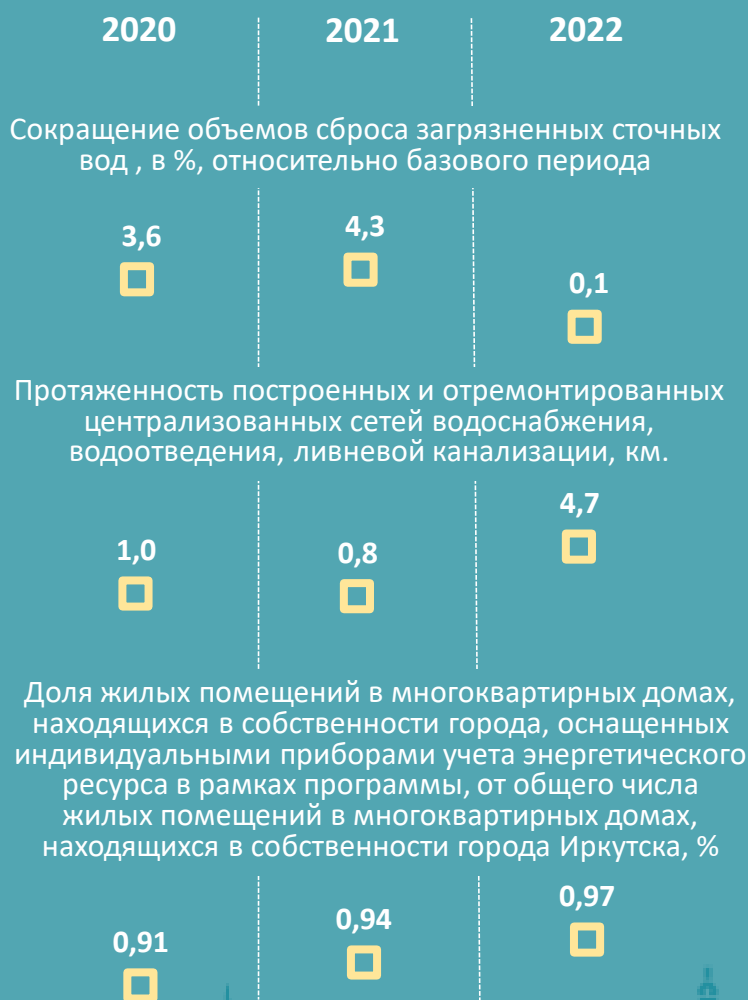 2020 2021 2022
Сокращение объемов сброса загрязненных сточных
вод , в %, относительно базового периода
3,6 4,3 0,1
Протяженность построенных и отремонтированных
централизованных сетей водоснабжения,
водоотведения, ливневой канализации, км.
1,0 0,8 4,7
Доля жилых помещений в многоквартирных домах,
находящихся в собственности города, оснащенных
индивидуальными приборами учета энергетического
ресурса в рамках программы, от общего числа
жилых помещений в многоквартирных домах,
находящихся в собственности города Иркутска, %
0,91 0,94 0,97